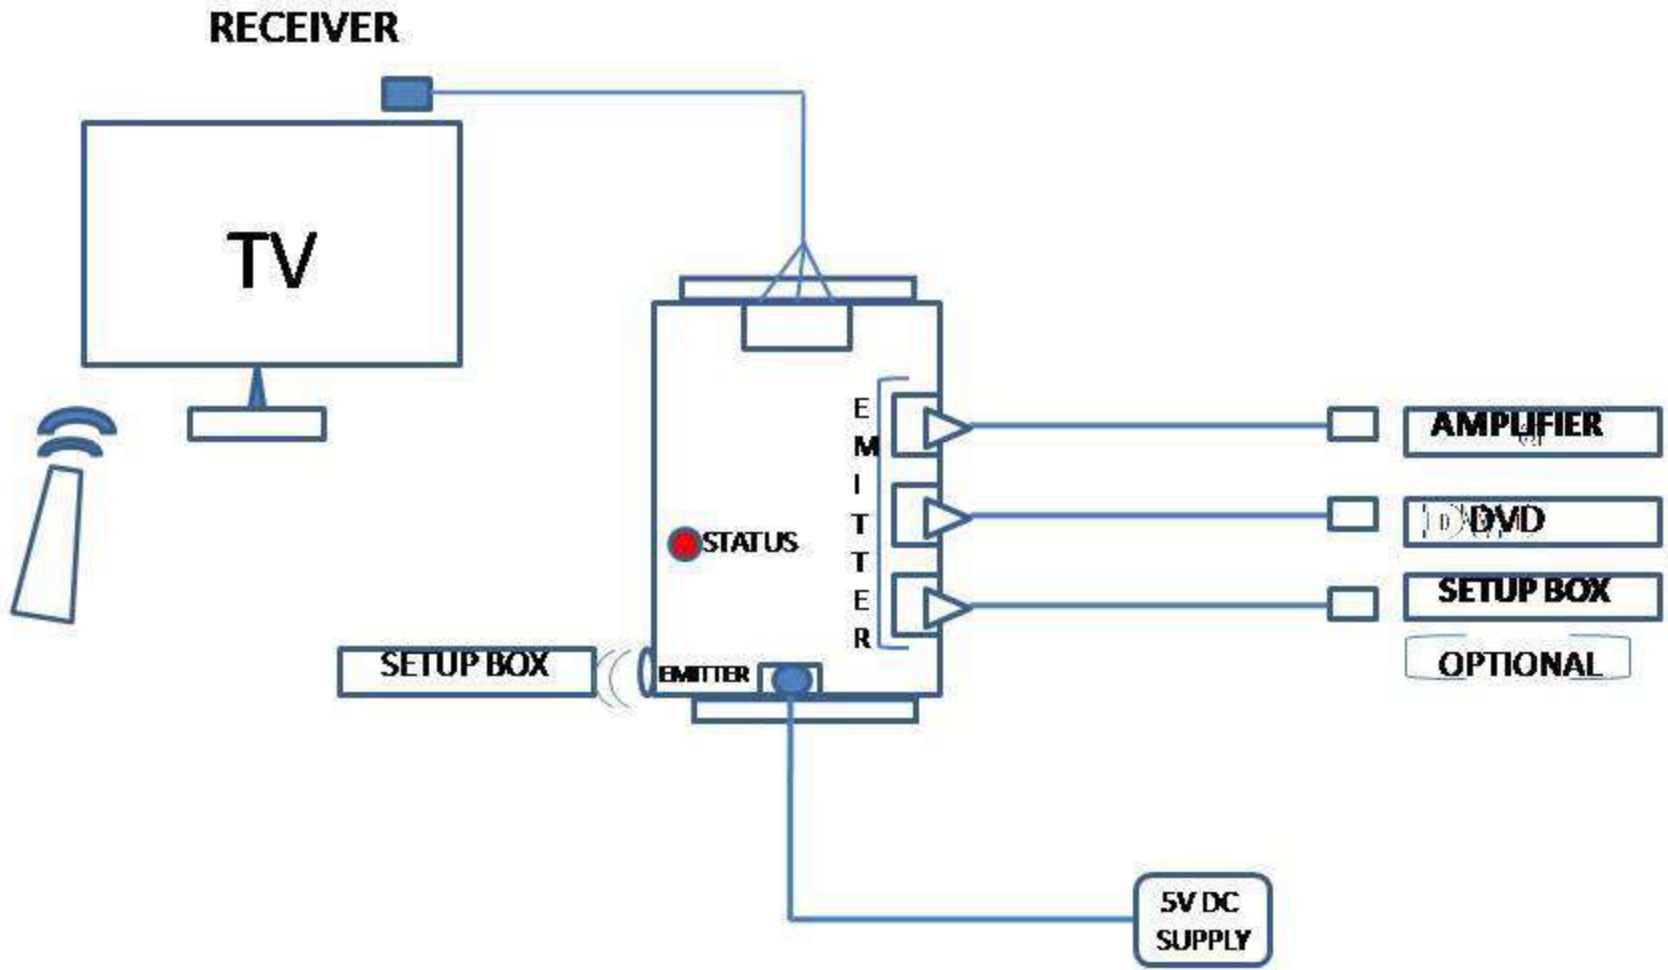 RECEIVER
TV
E
M
I
T
T
E
R
AMPLIFIER
DVD
STATUS
SETUP BOX
SETUP BOX
EMITTER
OPTIONAL
5V DC
SUPPLY